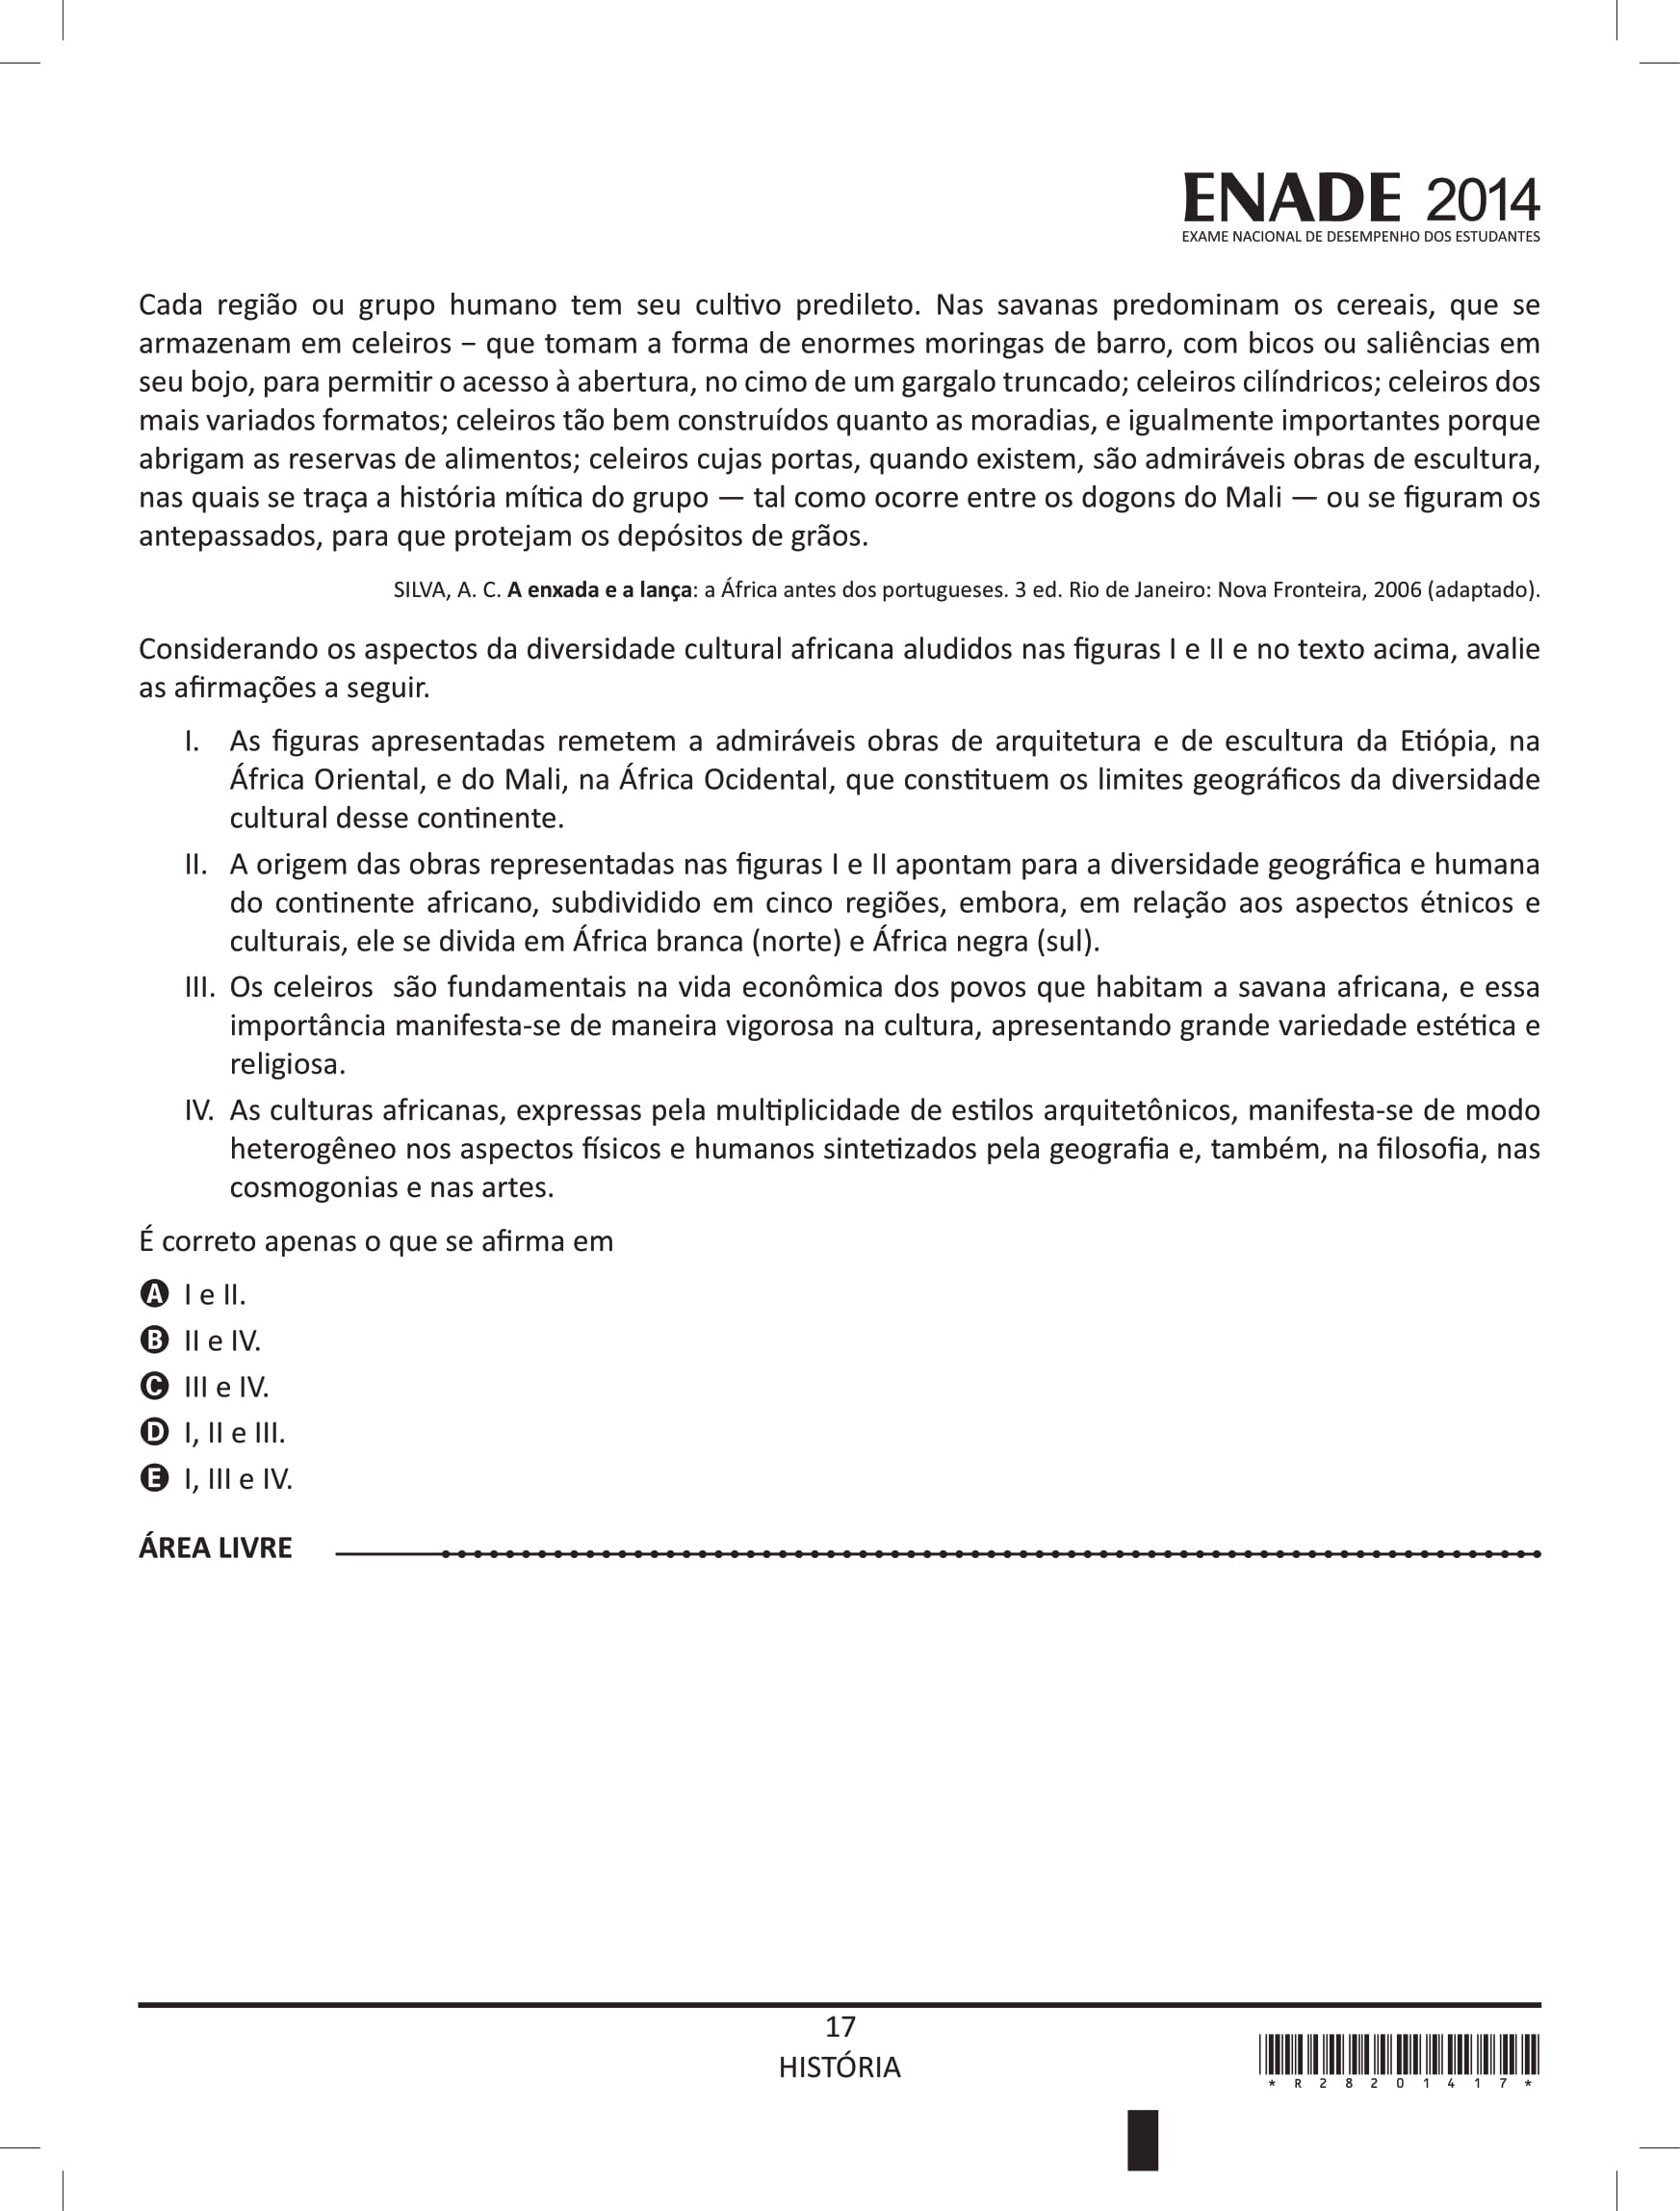 ENADE 2014
EXAME NACIONAL DE DESEMPENHO DOS ESTUDANTES
Cada região ou grupo humano tem seu cultivo predileto. Nas savanas predominam os cereais, que se
armazenam em celeiros – que tomam a forma de enormes moringas de barro, com bicos ou saliências em
seu bojo, para permitir o acesso à abertura, no cimo de um gargalo truncado; celeiros cilíndricos; celeiros dos
mais variados formatos; celeiros tão bem construídos quanto as moradias, e igualmente importantes porque
abrigam as reservas de alimentos; celeiros cujas portas, quando existem, são admiráveis obras de escultura,
nas quais se traça a história mítica do grupo — tal como ocorre entre os dogons do Mali — ou se figuram os
antepassados, para que protejam os depósitos de grãos.
SILVA, A. C. A enxada e a lança: a África antes dos portugueses. 3 ed. Rio de Janeiro: Nova Fronteira, 2006 (adaptado).
Considerando os aspectos da diversidade cultural africana aludidos nas figuras I e II e no texto acima, avalie
as afirmações a seguir.
I. As figuras apresentadas remetem a admiráveis obras de arquitetura e de escultura da Etiópia, na
África Oriental, e do Mali, na África Ocidental, que constituem os limites geográficos da diversidade
cultural desse continente.
II. A origem das obras representadas nas figuras I e II apontam para a diversidade geográfica e humana
do continente africano, subdividido em cinco regiões, embora, em relação aos aspectos étnicos e
culturais, ele se divida em África branca (norte) e África negra (sul).
III. Os celeiros são fundamentais na vida econômica dos povos que habitam a savana africana, e essa
importância manifesta-se de maneira vigorosa na cultura, apresentando grande variedade estética e
religiosa.
IV. As culturas africanas, expressas pela multiplicidade de estilos arquitetônicos, manifesta-se de modo
heterogêneo nos aspectos físicos e humanos sintetizados pela geografia e, também, na filosofia, nas
cosmogonias e nas artes.
É correto apenas o que se afirma em
A I e II.
B II e IV.
C III e IV.
D I, II e III.
E I, III e IV.
ÁREA LIVRE
17
HISTÓRIA
* R 2 8 2 0 1 4 1 7 *